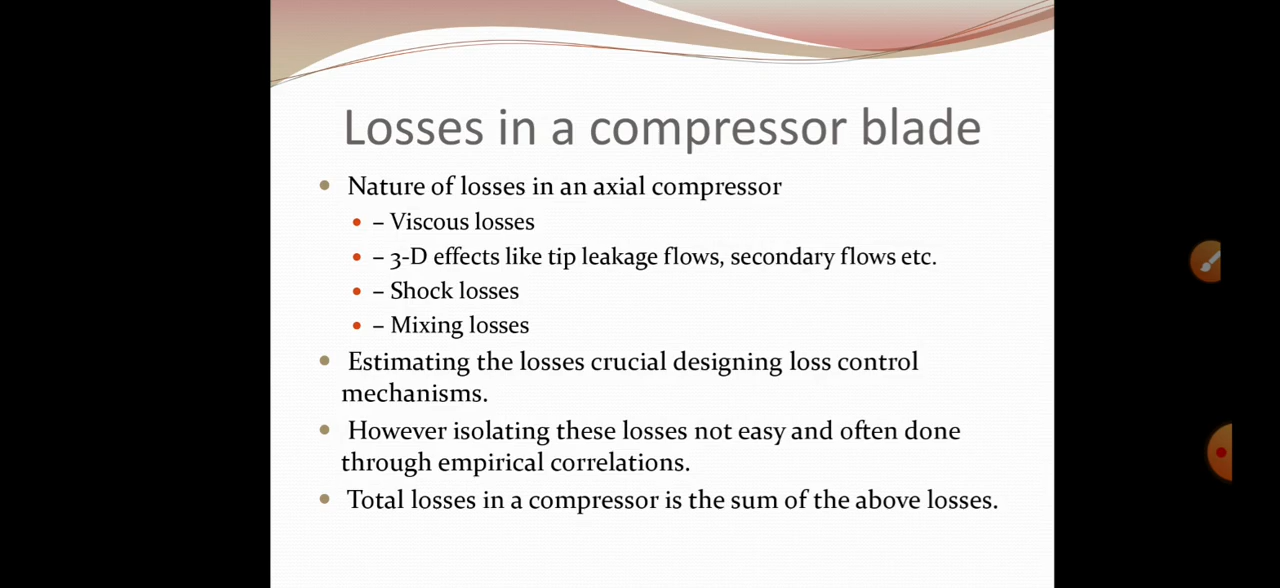 Losses in a compressor blade
• Nature of losses in an axial compressor
• – Viscous losses
• – 3-D effects like tip leakage flows, secondary flows etc.
• – Shock losses
• – Mixing losses
• Estimating the losses crucial designing loss control
mechanisms.
• However isolating these losses not easy and often done
through empirical correlations.
• Total losses in a compressor is the sum of the above losses.